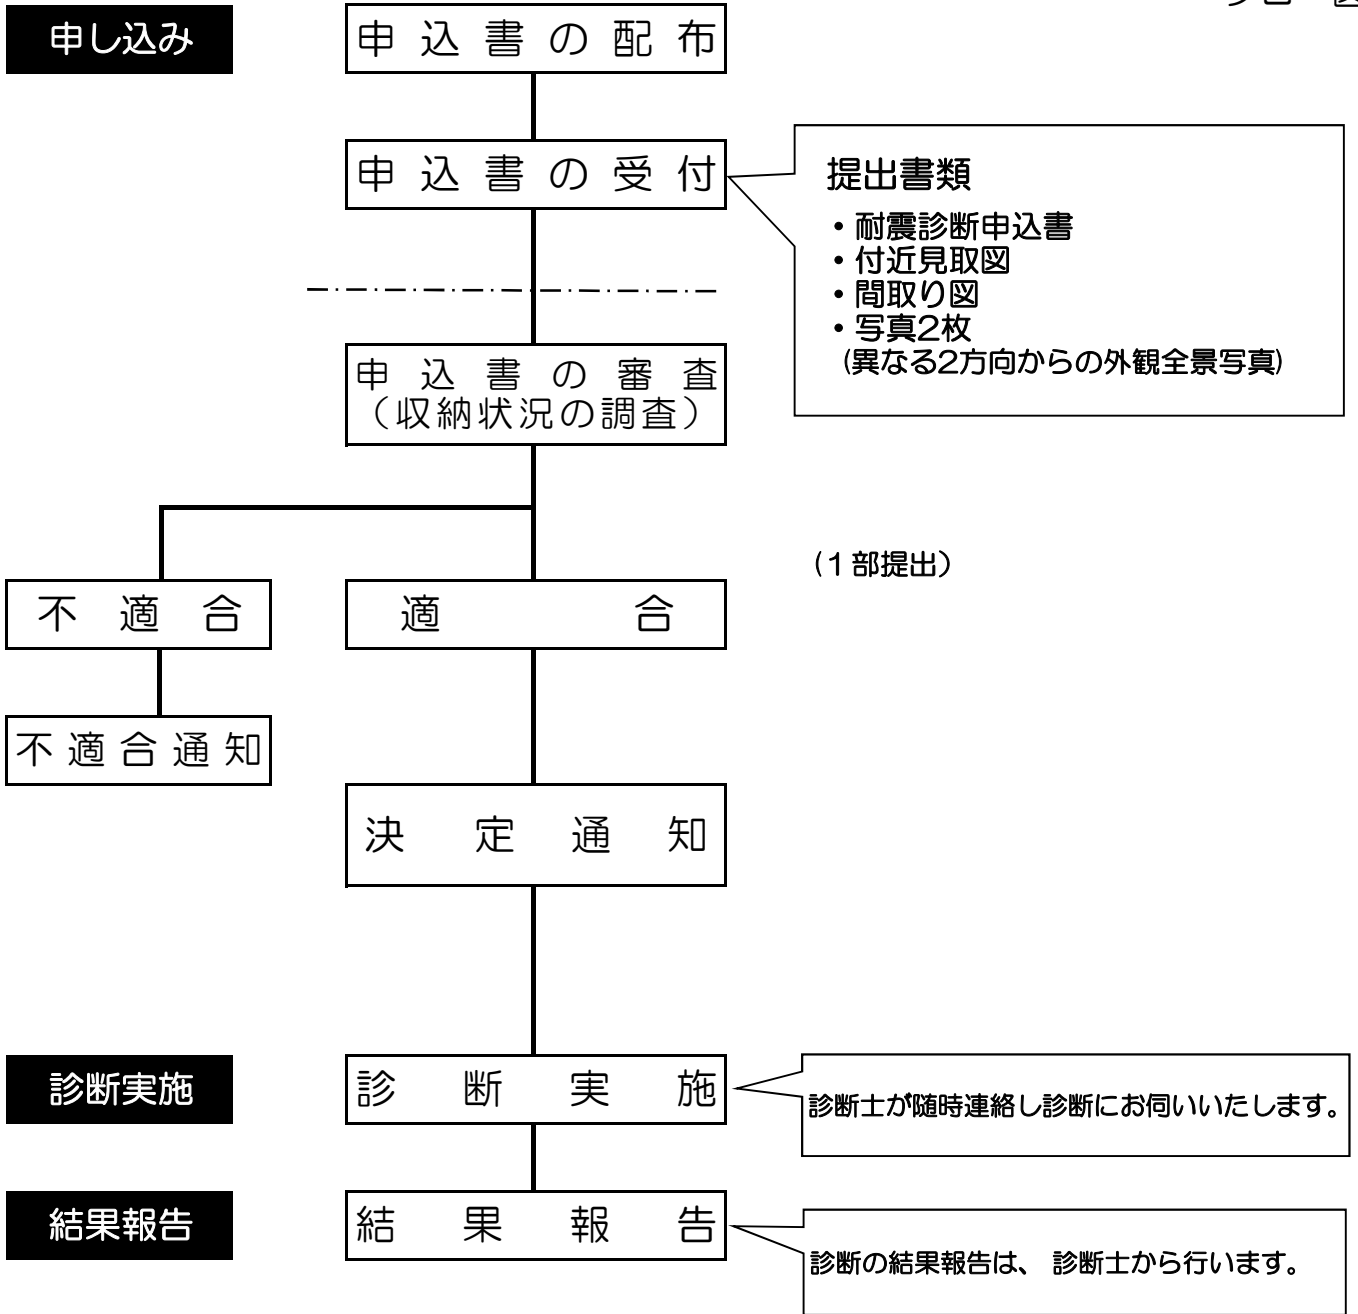 申し込み
申込書の配布
申込書の受付
提出書類
・耐震診断申込書
・付近見取図
・間取り図
・写真2枚
(異なる2方向からの外観全景写真)
申込書の審査
(収納状況の調査)
(1部提出)
不適合
適合
不適合通知
決定通知
診断実施
診断実施
診断士が随時連絡し診断にお伺いいたします。
結果報告
結果報告
診断の結果報告は、 診断士から行います。